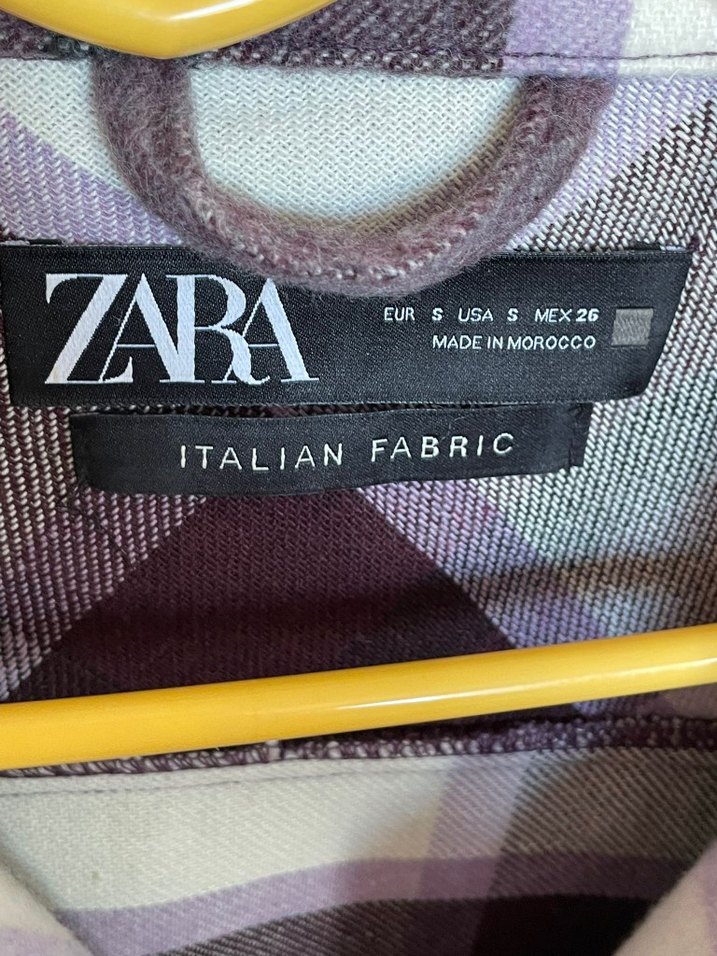 ZARA
EUR S USA S MEX 26
MADE IN MOROCCO
ITALIAN FABRIC